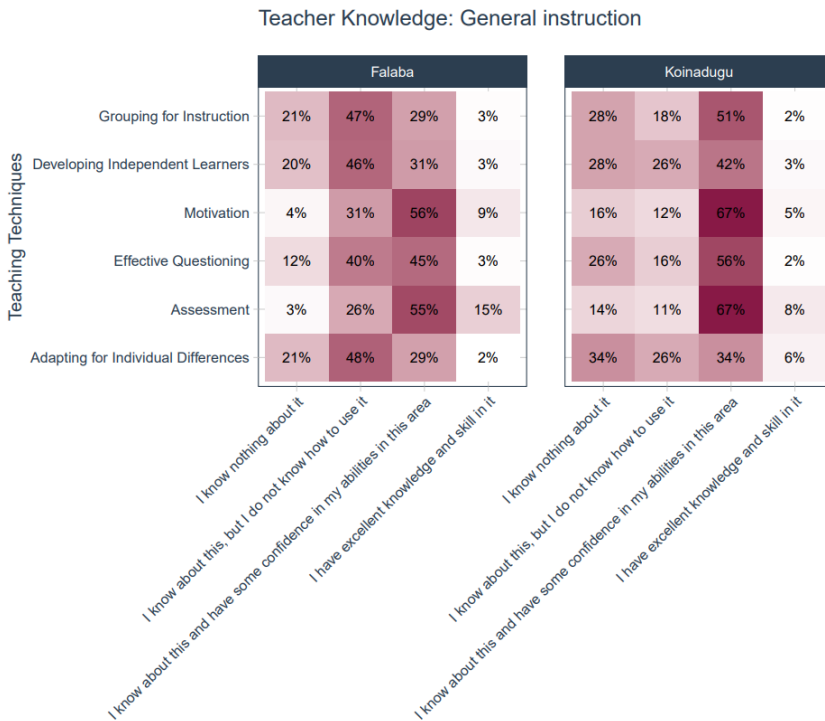 Teacher Knowledge: General instruction
Falaba
Koinadugu
Teaching Techniques
Grouping for Instruction 21% 47% 29% 3% 28% 18% 51% 2%
Developing Independent Learners 20% 46% 31% 3% 28% 26% 42% 3%
Motivation 4% 31% 56% 9% 16% 12% 67% 5%
Effective Questioning 12% 40% 45% 3% 26% 16% 56% 2%
Assessment 3% 26% 55% 15% 14% 11% 67% 8%
Adapting for Individual Differences 21% 48% 29% 2% 34% 26% 34% 6%
I know nothing about it
I know about this, but I do not know how to use it
I know about this and have some confidence in my abilities in this area
I have excellent knowledge and skill in it
I know nothing about it
I know about this, but I do not know how to use it
I know about this and have some confidence in my abilities in this area
I have excellent knowledge and skill in it